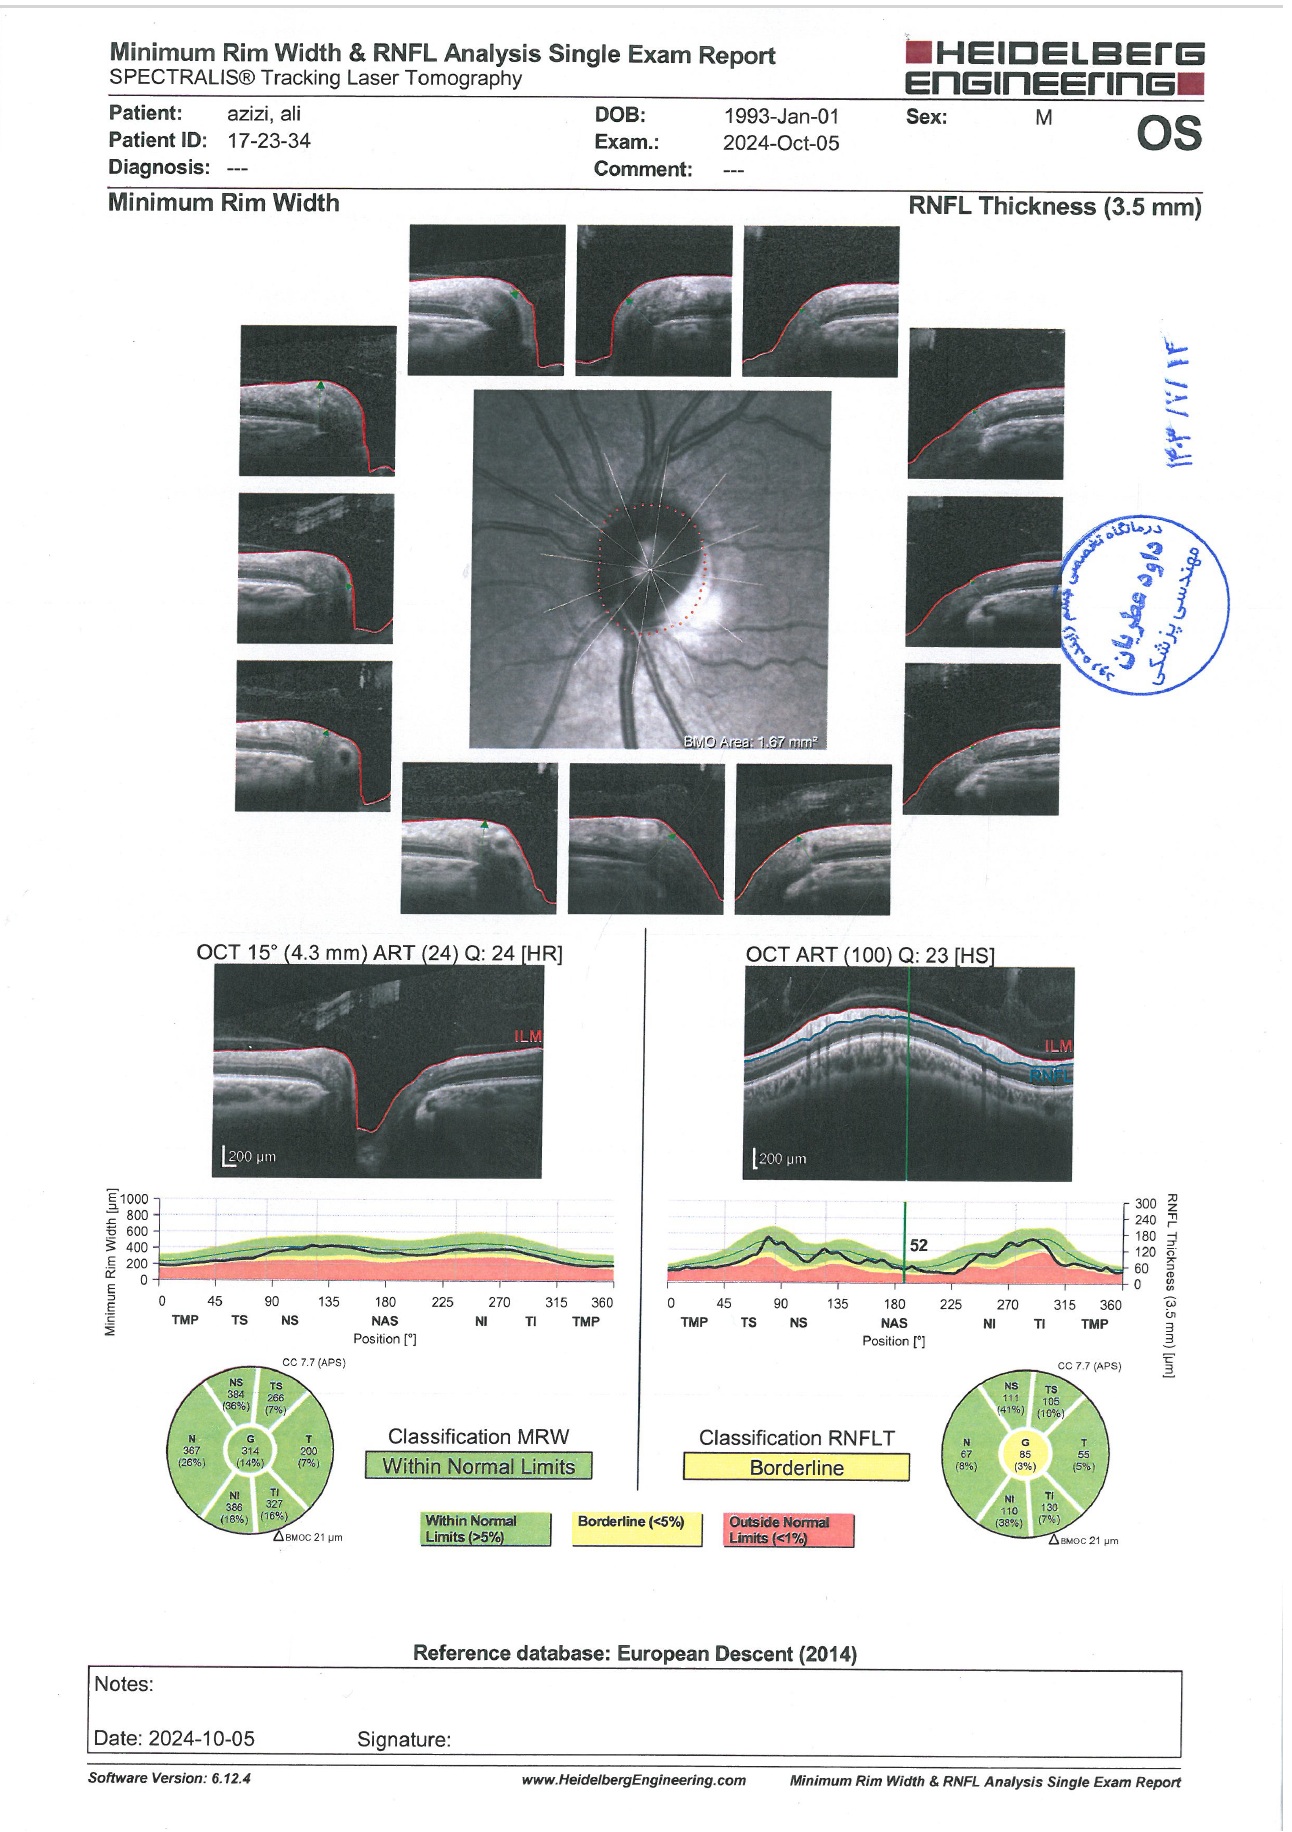 Minimum Rim Width & RNFL Analysis Single Exam Report
SPECTRALIS® Tracking Laser Tomography
HEIDELBERG
ENGINEERING
Patient: azizi, ali
Patient ID: 17-23-34
Diagnosis: ---
DOB: 1993-Jan-01
Exam.: 2024-Oct-05
Comment: ---
Sex: M
OS
Minimum Rim Width
RNFL Thickness (3.5 mm)
۱۴۰۳/۷/۱۴
درمانگاه تخصصی چشم
داود عطریان
مهندسی پزشکی
BMO Area: 1.67 mm²
OCT 15° (4.3 mm) ART (24) Q: 24 [HR]
ILM
200 µm
OCT ART (100) Q: 23 [HS]
ILM
RNFL
200 µm
Minimum Rim Width [µm]
1000
800
600
400
200
0
0 45 90 135 180 225 270 315 360
TMP TS NS NAS NI TI TMP
Position [°]
RNFL Thickness (3.5 mm) [µm]
300
240
180
120
60
0
52
0 45 90 135 180 225 270 315 360
TMP TS NS NAS NI TI TMP
Position [°]
CC 7.7 (APS)
NS
384
(36%)
TS
266
(7%)
N
367
(26%)
G
314
(14%)
T
200
(7%)
NI
386
(18%)
TI
327
(16%)
Δ BMOC 21 µm
Classification MRW
Within Normal Limits
Classification RNFLT
Borderline
CC 7.7 (APS)
NS
111
(41%)
TS
105
(10%)
N
67
(8%)
G
85
(3%)
T
55
(5%)
NI
110
(38%)
TI
130
(7%)
Δ BMOC 21 µm
Within Normal
Limits (>5%)
Borderline (<5%)
Outside Normal
Limits (<1%)
Reference database: European Descent (2014)
Notes:
Date: 2024-10-05 Signature:
Software Version: 6.12.4 www.HeidelbergEngineering.com Minimum Rim Width & RNFL Analysis Single Exam Report